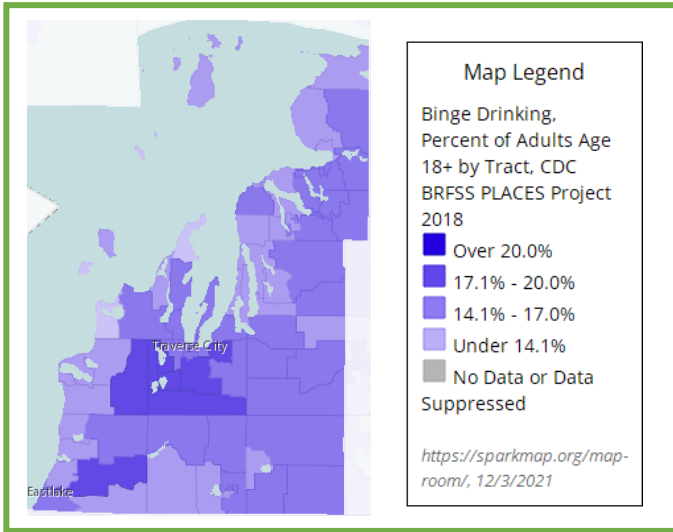 Traverse City
Eastlake
Map Legend
Binge Drinking,
Percent of Adults Age
18+ by Tract, CDC
BRFSS PLACES Project
2018
Over 20.0%
17.1% - 20.0%
14.1% - 17.0%
Under 14.1%
No Data or Data
Suppressed
https://sparkmap.org/map-
room/, 12/3/2021